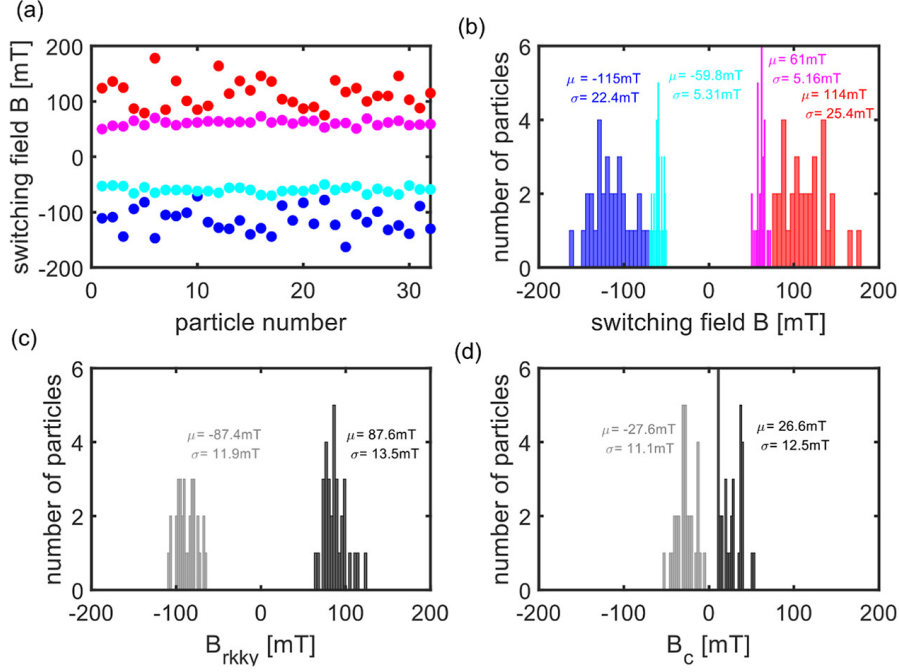 (a)
switching field B [mT]
200
100
0
-100
-200
0
10
20
30
particle number
(b)
number of particles
6
4
2
0
μ = -115mT
σ = 22.4mT
μ = -59.8mT
σ = 5.31mT
μ = 61mT
σ = 5.16mT
μ = 114mT
σ = 25.4mT
-200
-100
0
100
200
switching field B [mT]
(c)
number of particles
6
4
2
0
μ = -87.4mT
σ = 11.9mT
μ = 87.6mT
σ = 13.5mT
-200
-100
0
100
200
B_rkky [mT]
(d)
number of particles
6
4
2
0
μ = -27.6mT
σ = 11.1mT
μ = 26.6mT
σ = 12.5mT
-200
-100
0
100
200
B_c [mT]